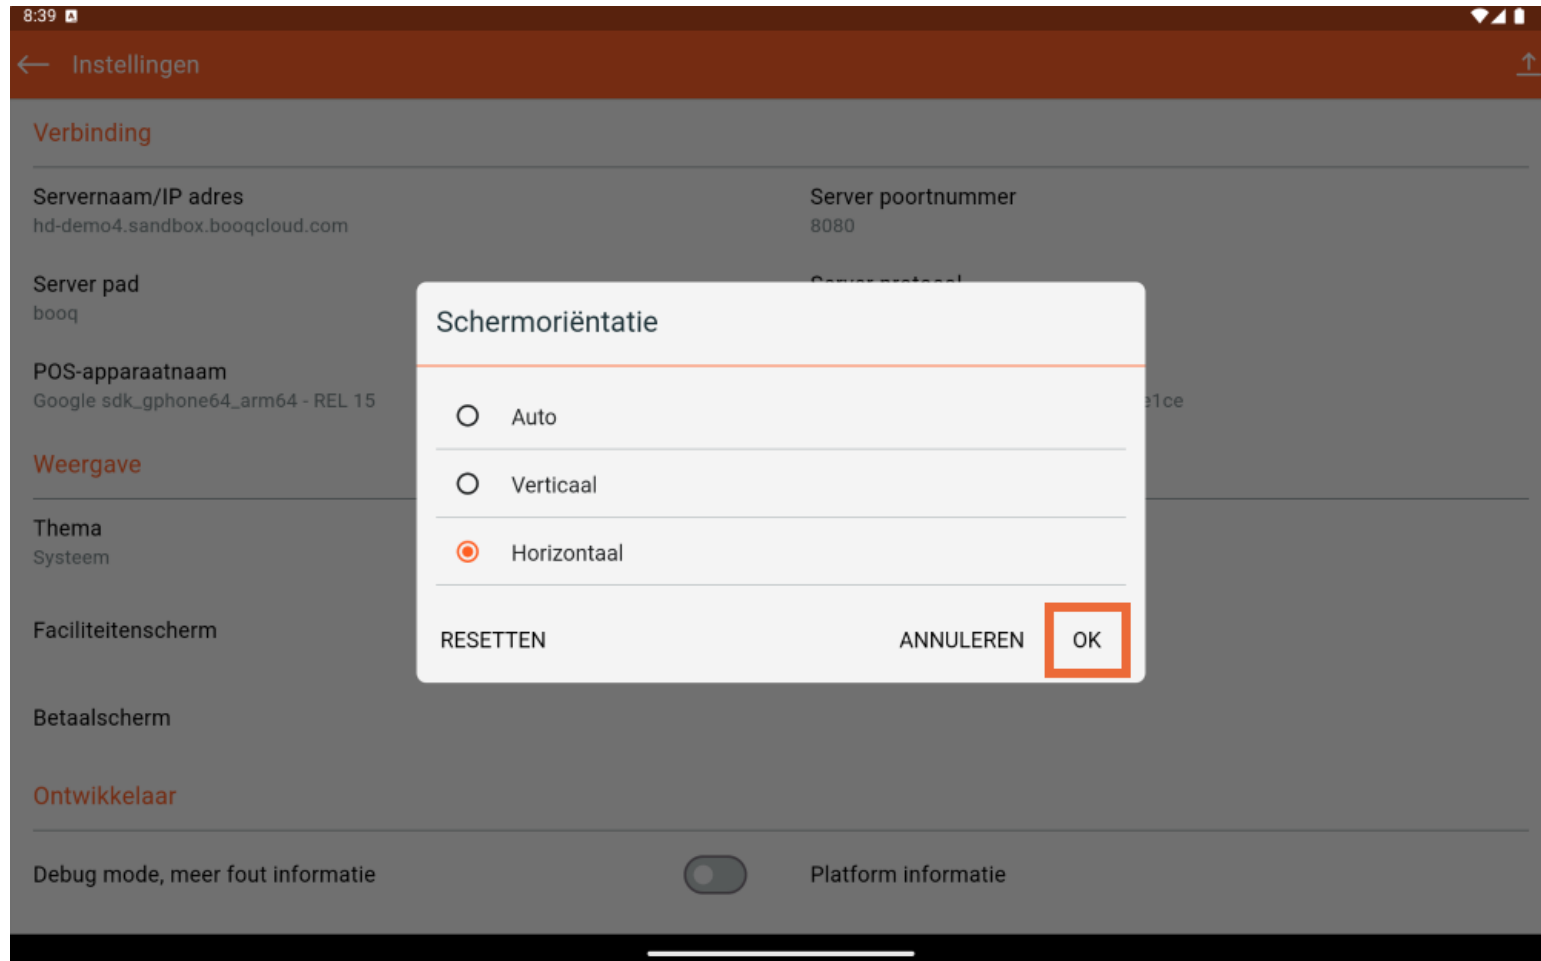 8:39
Instellingen
Verbinding
Servernaam/IP adres
hd-demo4.sandbox.booqcloud.com
Server poortnummer
8080
Server pad
booq
POS-apparaatnaam
Google sdk_gphone64_arm64 - REL 15
e1ce
Weergave
Thema
Systeem
Faciliteitenscherm
Betaalscherm
Ontwikkelaar
Debug mode, meer fout informatie
Platform informatie
Schermoriëntatie
Auto
Verticaal
Horizontaal
RESETTEN
ANNULEREN
OK